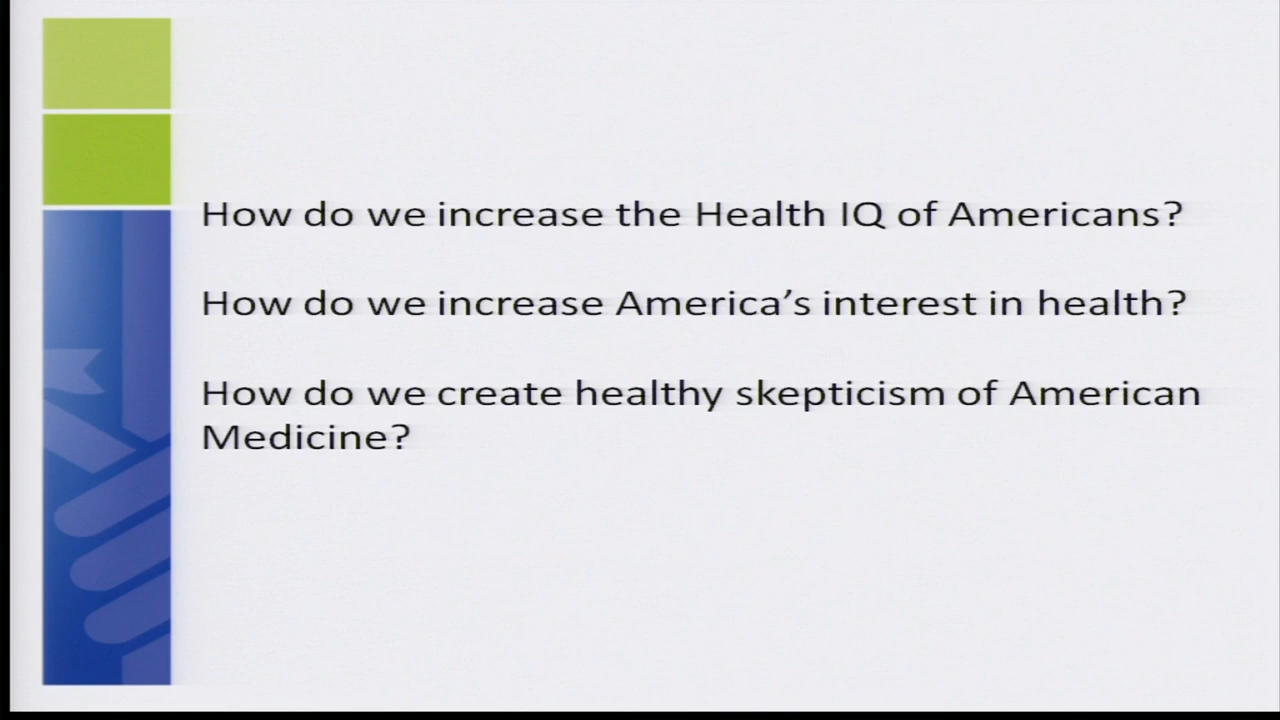 How do we increase the Health IQ of Americans?
How do we increase America’s interest in health?
How do we create healthy skepticism of American
Medicine?